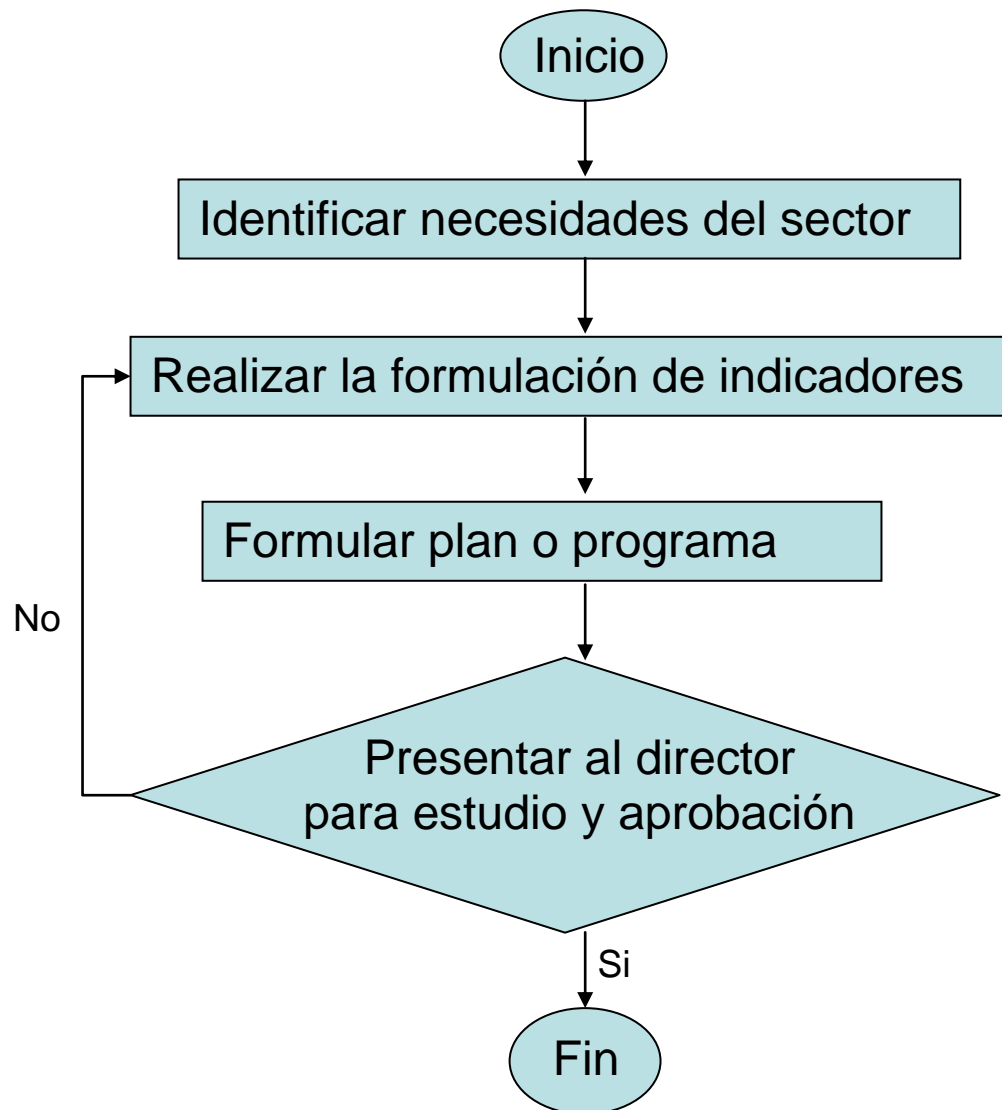 Inicio
Identificar necesidades del sector
Realizar la formulación de indicadores
Formular plan o programa
No
Presentar al director
para estudio y aprobación
Si
Fin